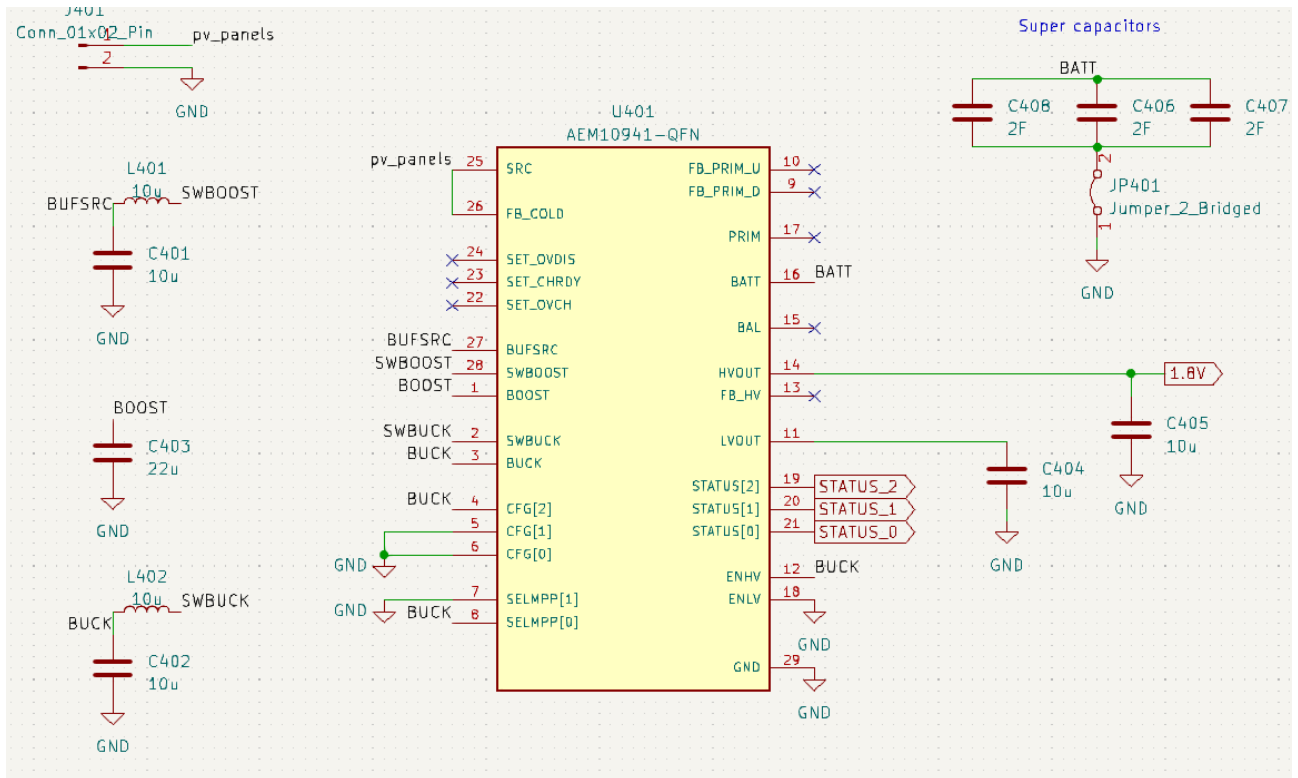 J401
Conn_01x02_Pin
1
pv_panels
2
GND
L401
10u
SWBOOST
BUFSRC
C401
10u
GND
BOOST
C403
22u
GND
L402
10u
SWBUCK
BUCK
C402
10u
GND
U401
AEM10941-QFN
pv_panels 25 SRC
26 FB_COLD
24 SET_OVDIS
23 SET_CHRDY
22 SET_OVCH
BUFSRC 27 BUFSRC
SWBOOST 28 SWBOOST
BOOST 1 BOOST
SWBUCK 2 SWBUCK
BUCK 3 BUCK
BUCK 4 CFG[2]
5 CFG[1]
GND 6 CFG[0]
GND 7 SELMPP[1]
BUCK 8 SELMPP[0]
FB_PRIM_U 10
FB_PRIM_D 9
PRIM 17
BATT 16 BATT
BAL 15
HVOUT 14
FB_HV 13
LVOUT 11
STATUS[2] 19 STATUS_2
STATUS[1] 20 STATUS_1
STATUS[0] 21 STATUS_0
ENHV 12 BUCK
ENLV 18
GND
GND 29
GND
Super capacitors
BATT
C408
2F
C406
2F
C407
2F
2
JP401
Jumper_2_Bridged
1
GND
1.8V
C405
10u
GND
C404
10u
GND